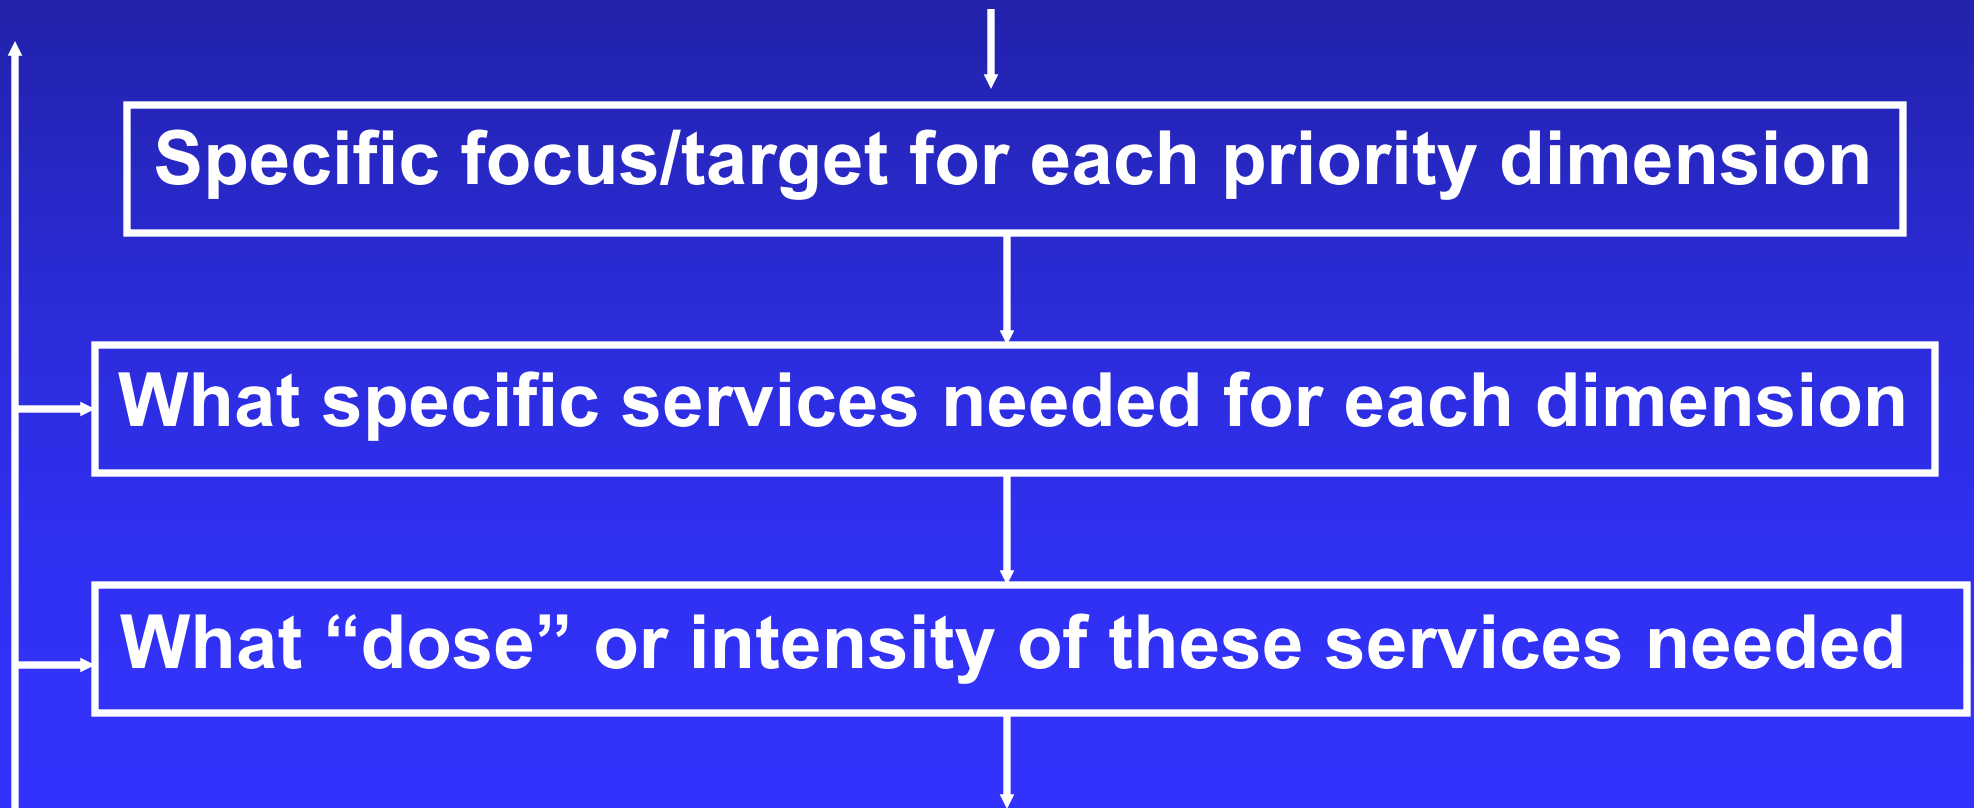 Specific focus/target for each priority dimension
What specific services needed for each dimension
What “dose” or intensity of these services needed